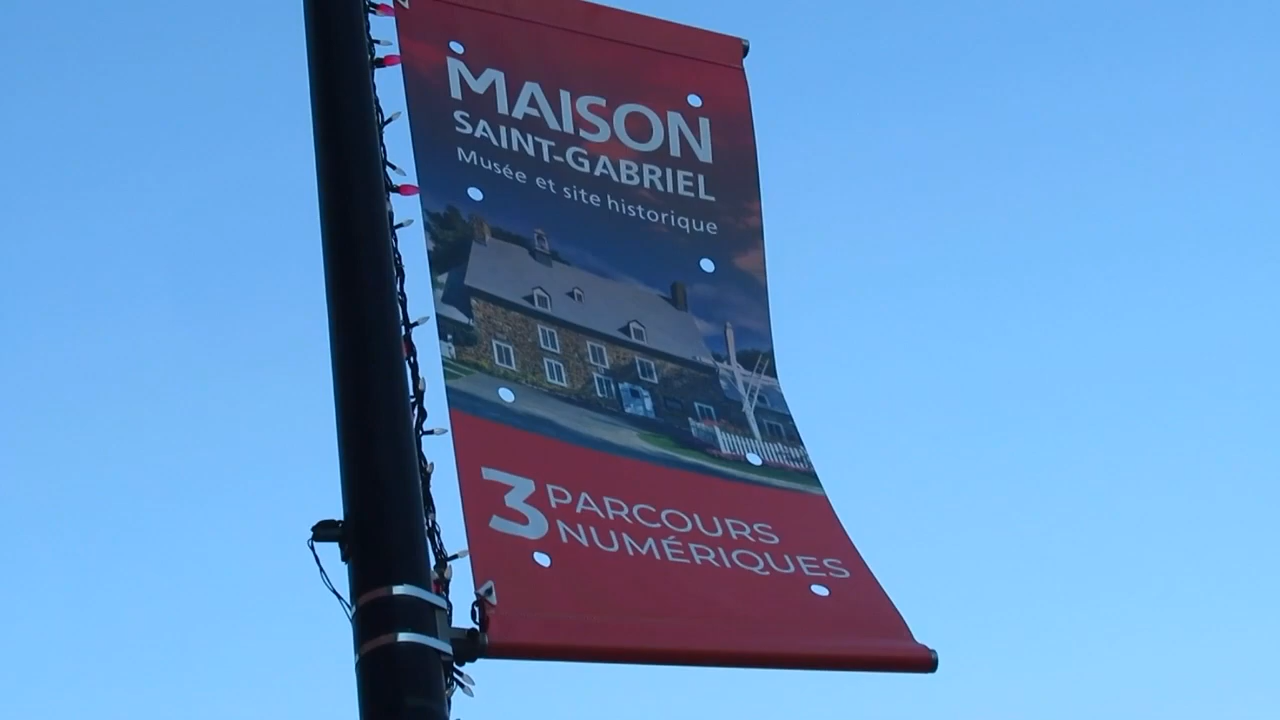 MAISON
SAINT-GABRIEL
Musée et site historique
3 PARCOURS
NUMÉRIQUES